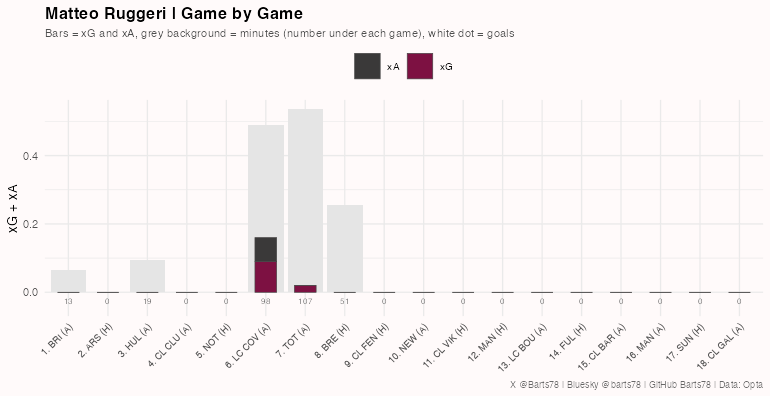 Matteo Ruggeri | Game by Game
Bars = xG and xA, grey background = minutes (number under each game), white dot = goals
xA xG
xG + xA
0.4
0.2
0.0
13 0 19 0 0 98 107 51 0 0 0 0 0 0 0 0 0 0
1. BRI (A)
2. ARS (H)
3. HUL (A)
4. CL CLU (A)
5. NOT (H)
6. LC COV (A)
7. TOT (A)
8. BRE (H)
9. CL FEN (H)
10. NEW (A)
11. CL VIK (H)
12. MAN (H)
13. LC BOU (A)
14. FUL (H)
15. CL BAR (A)
16. MAN (A)
17. SUN (H)
18. CL GAL (A)
X @Barts78 | Bluesky @barts78 | GitHub Barts78 | Data: Opta